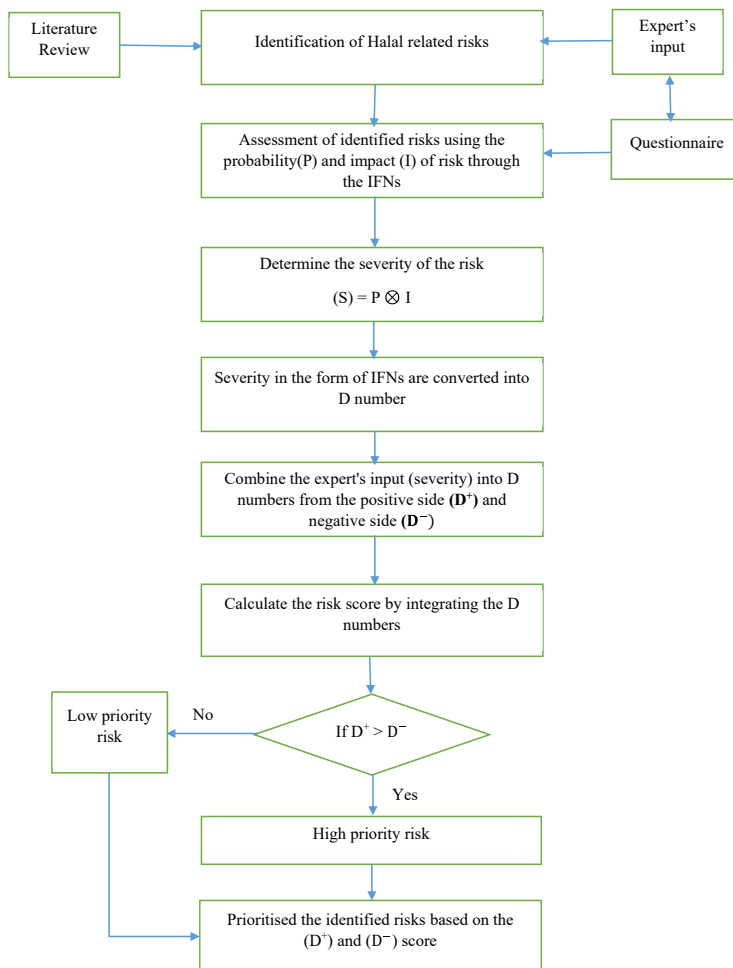 Literature
Review
Identification of Halal related risks
Expert’s
input
Assessment of identified risks using the
probability(P) and impact (I) of risk through
the IFNs
Questionnaire
Determine the severity of the risk
(S) = P ⊗ I
Severity in the form of IFNs are converted into
D number
Combine the expert's input (severity) into D
numbers from the positive side (D⁺) and
negative side (D⁻)
Calculate the risk score by integrating the D
numbers
If D⁺ > D⁻
No
Low priority
risk
Yes
High priority risk
Prioritised the identified risks based on the
(D⁺) and (D⁻) score